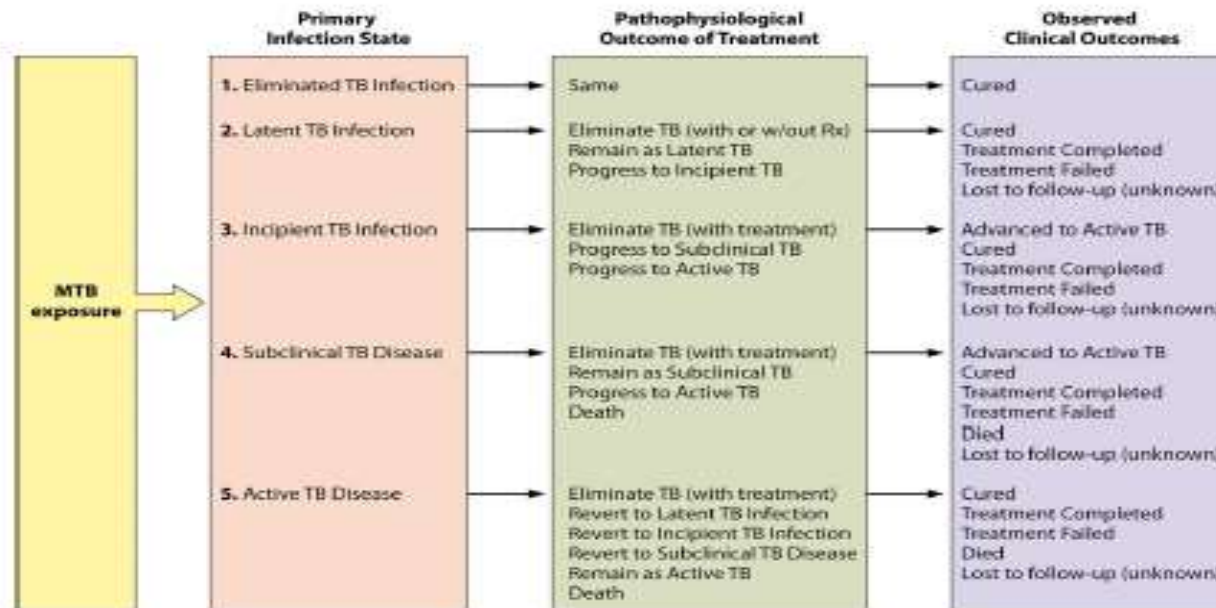 Primary
Infection State
Pathophysiological
Outcome of Treatment
Observed
Clinical Outcomes
MTB
exposure
1. Eliminated TB Infection
Same
Cured
2. Latent TB Infection
Eliminate TB (with or w/out Rx)
Remain as Latent TB
Progress to Incipient TB
Cured
Treatment Completed
Treatment Failed
Lost to follow-up (unknown)
3. Incipient TB Infection
Eliminate TB (with treatment)
Progress to Subclinical TB
Progress to Active TB
Advanced to Active TB
Cured
Treatment Completed
Treatment Failed
Lost to follow-up (unknown)
4. Subclinical TB Disease
Eliminate TB (with treatment)
Remain as Subclinical TB
Progress to Active TB
Death
Advanced to Active TB
Cured
Treatment Completed
Treatment Failed
Died
Lost to follow-up (unknown)
5. Active TB Disease
Eliminate TB (with treatment)
Revert to Latent TB Infection
Revert to Incipient TB Infection
Revert to Subclinical TB Disease
Remain as Active TB
Death
Cured
Treatment Completed
Treatment Failed
Died
Lost to follow-up (unknown)